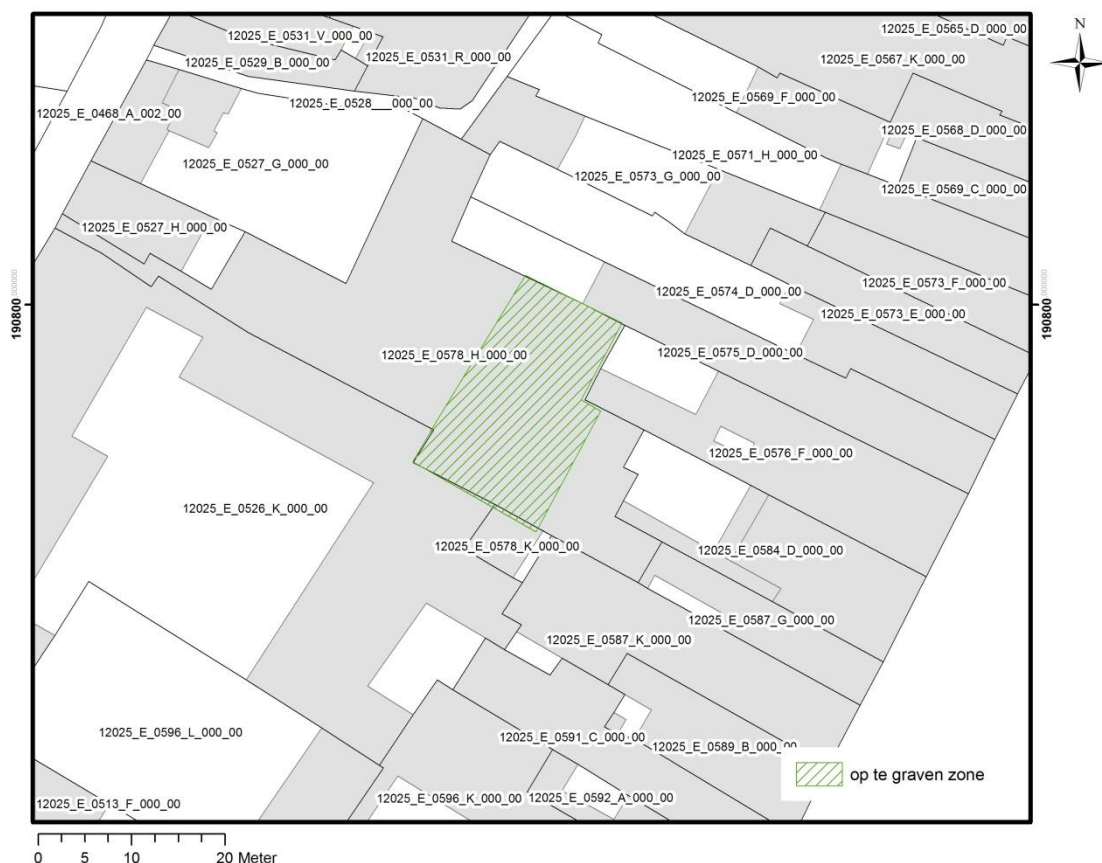 12025_E_0531_V_000_00
12025_E_0565_D_000_00
N
12025_E_0529_B_000_00
12025_E_0531_R_000_00
12025_E_0567_K_000_00
12025_E_0468_A_002_00
12025_E_0528___000_00
12025_E_0569_F_000_00
12025_E_0568_D_000_00
12025_E_0527_G_000_00
12025_E_0571_H_000_00
12025_E_0573_G_000_00
12025_E_0569_C_000_00
12025_E_0527_H_000_00
12025_E_0574_D_000_00
12025_E_0573_F_000_00
190800,000000
190800,000000
12025_E_0573_E_000_00
12025_E_0578_H_000_00
12025_E_0575_D_000_00
12025_E_0576_F_000_00
12025_E_0526_K_000_00
12025_E_0578_K_000_00
12025_E_0584_D_000_00
12025_E_0587_G_000_00
12025_E_0587_K_000_00
12025_E_0596_L_000_00
12025_E_0591_C_000_00
12025_E_0589_B_000_00
op te graven zone
12025_E_0513_F_000_00
12025_E_0596_K_000_00
12025_E_0592_A_000_00
0 5 10 20 Meter